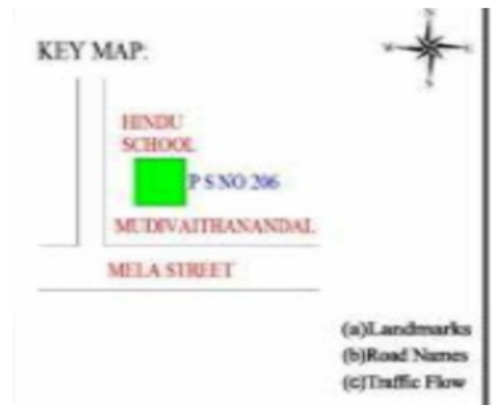 N
KEY MAP:
W
S
HINDU
SCHOOL
P S NO 206
MUDIVAITHANANDAL
MELA STREET
(a)Landmarks
(b)Road Names
(c)Traffic Flow